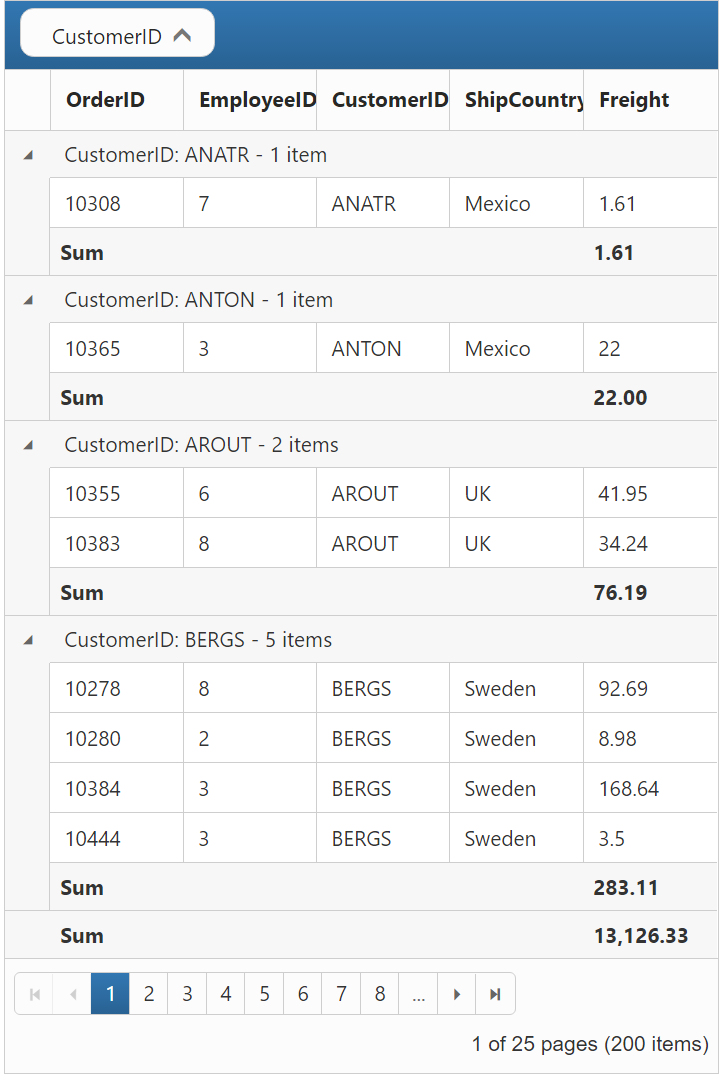 CustomerID
OrderID EmployeeID CustomerID ShipCountry Freight
CustomerID: ANATR - 1 item
10308 7 ANATR Mexico 1.61
Sum 1.61
CustomerID: ANTON - 1 item
10365 3 ANTON Mexico 22
Sum 22.00
CustomerID: AROUT - 2 items
10355 6 AROUT UK 41.95
10383 8 AROUT UK 34.24
Sum 76.19
CustomerID: BERGS - 5 items
10278 8 BERGS Sweden 92.69
10280 2 BERGS Sweden 8.98
10384 3 BERGS Sweden 168.64
10444 3 BERGS Sweden 3.5
Sum 283.11
Sum 13,126.33
1 2 3 4 5 6 7 8 ...
1 of 25 pages (200 items)